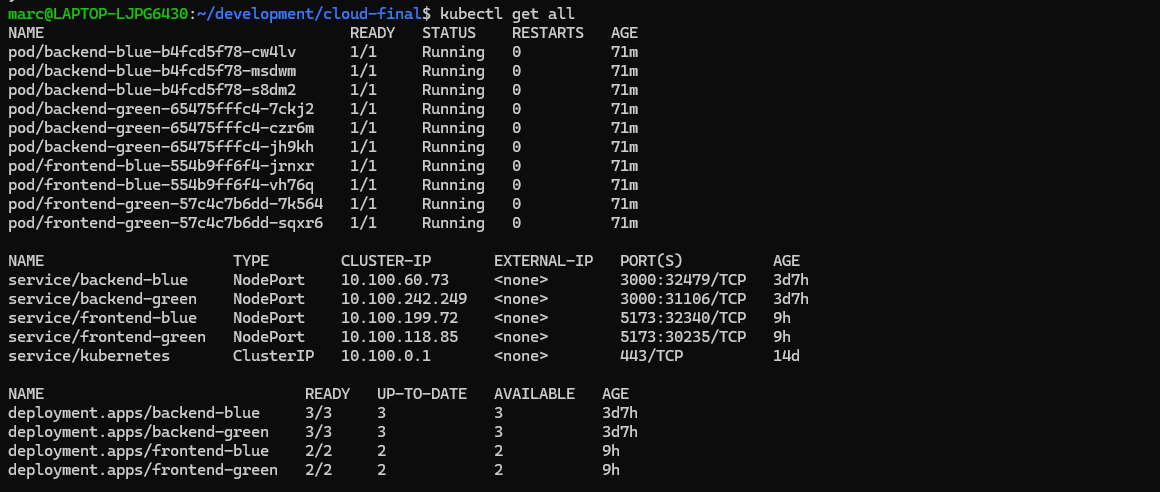 marc@LAPTOP-LJPG6430:~/development/cloud-final$ kubectl get all
NAME                                  READY   STATUS    RESTARTS   AGE
pod/backend-blue-b4fcd5f78-cw4lv      1/1     Running   0          71m
pod/backend-blue-b4fcd5f78-msdwm      1/1     Running   0          71m
pod/backend-blue-b4fcd5f78-s8dm2      1/1     Running   0          71m
pod/backend-green-65475fffc4-7ckj2    1/1     Running   0          71m
pod/backend-green-65475fffc4-czr6m    1/1     Running   0          71m
pod/backend-green-65475fffc4-jh9kh    1/1     Running   0          71m
pod/frontend-blue-554b9ff6f4-jrnxr    1/1     Running   0          71m
pod/frontend-blue-554b9ff6f4-vh76q    1/1     Running   0          71m
pod/frontend-green-57c4c7b6dd-7k564   1/1     Running   0          71m
pod/frontend-green-57c4c7b6dd-sqxr6   1/1     Running   0          71m

NAME                     TYPE        CLUSTER-IP       EXTERNAL-IP   PORT(S)          AGE
service/backend-blue     NodePort    10.100.60.73     <none>        3000:32479/TCP   3d7h
service/backend-green    NodePort    10.100.242.249   <none>        3000:31106/TCP   3d7h
service/frontend-blue    NodePort    10.100.199.72    <none>        5173:32340/TCP   9h
service/frontend-green   NodePort    10.100.118.85    <none>        5173:30235/TCP   9h
service/kubernetes       ClusterIP   10.100.0.1       <none>        443/TCP          14d

NAME                             READY   UP-TO-DATE   AVAILABLE   AGE
deployment.apps/backend-blue     3/3     3            3           3d7h
deployment.apps/backend-green    3/3     3            3           3d7h
deployment.apps/frontend-blue    2/2     2            2           9h
deployment.apps/frontend-green   2/2     2            2           9h